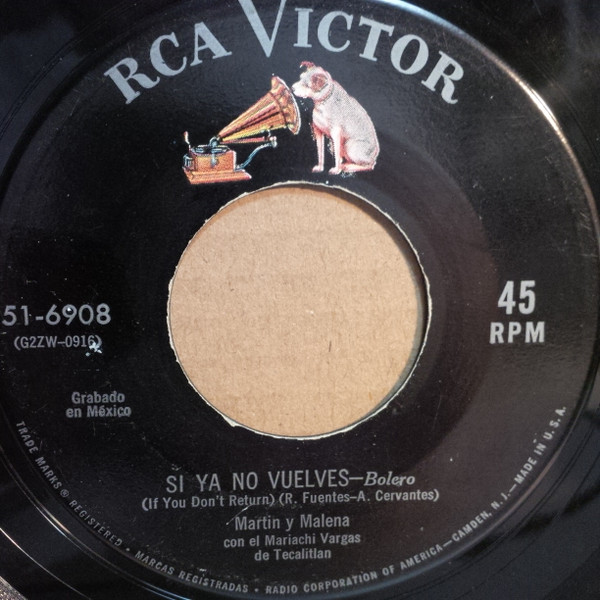 RCA VICTOR
51-6908
(G2ZW-0916)
45
RPM
Grabado
en México
SI YA NO VUELVES—Bolero
(If You Don't Return) (R. Fuentes-A. Cervantes)
Martin y Malena
con el Mariachi Vargas
de Tecalitlan
TRADE MARKS ® REGISTERED • MARCAS REGISTRADAS • RADIO CORPORATION OF AMERICA—CAMDEN, N. J.—MADE IN U.S.A.